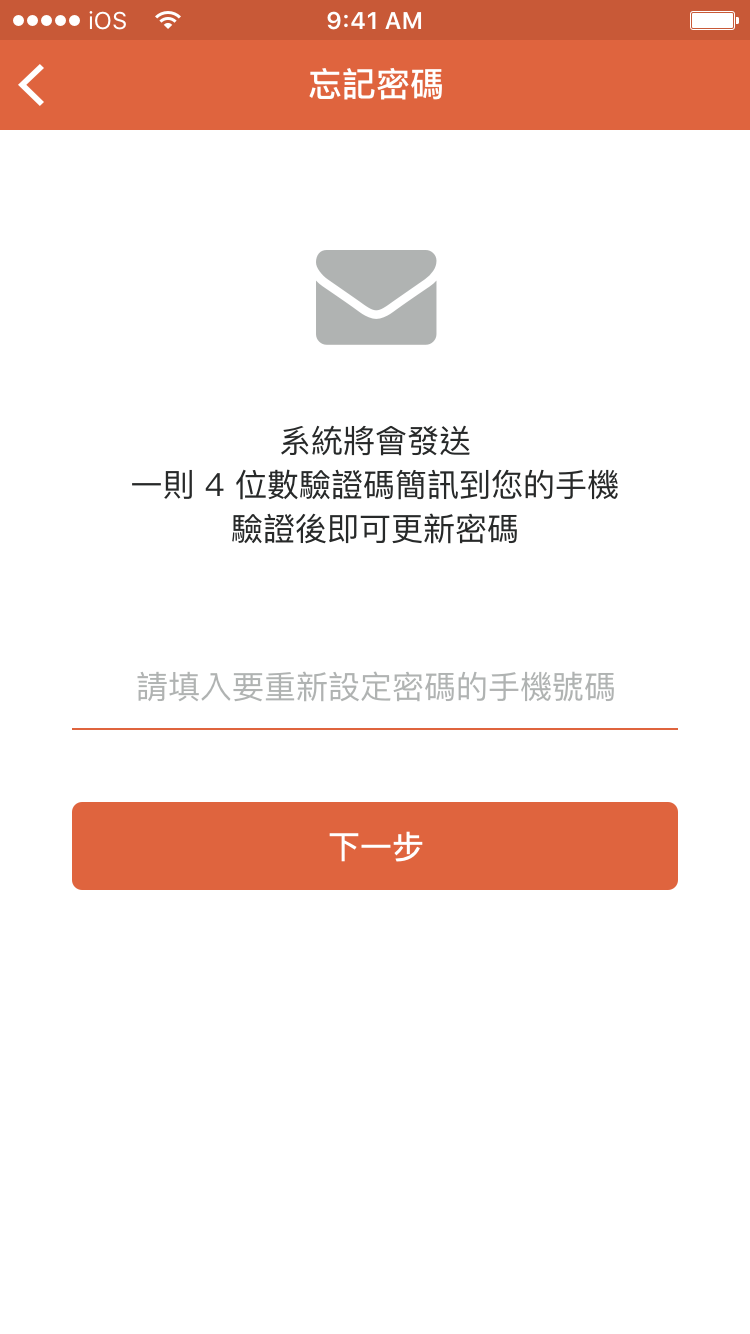 iOS 9:41 AM
忘記密碼
系統將會發送
一則 4 位數驗證碼簡訊到您的手機
驗證後即可更新密碼
請填入要重新設定密碼的手機號碼
下一步